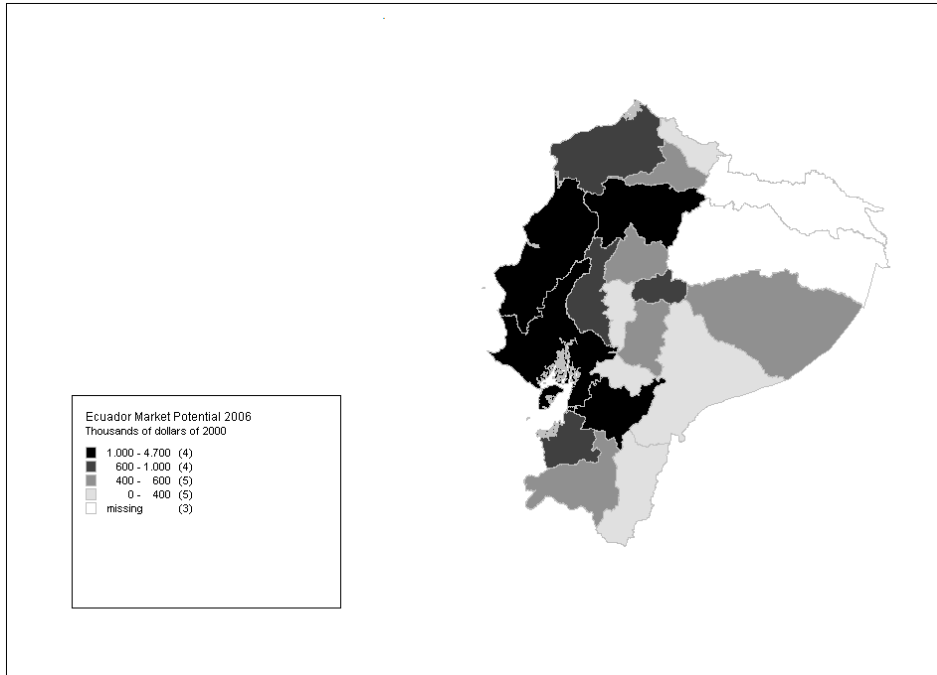 Ecuador Market Potential 2006
Thousands of dollars of 2000
1.000 - 4.700 (4)
600 - 1.000 (4)
400 - 600 (5)
0 - 400 (5)
missing (3)